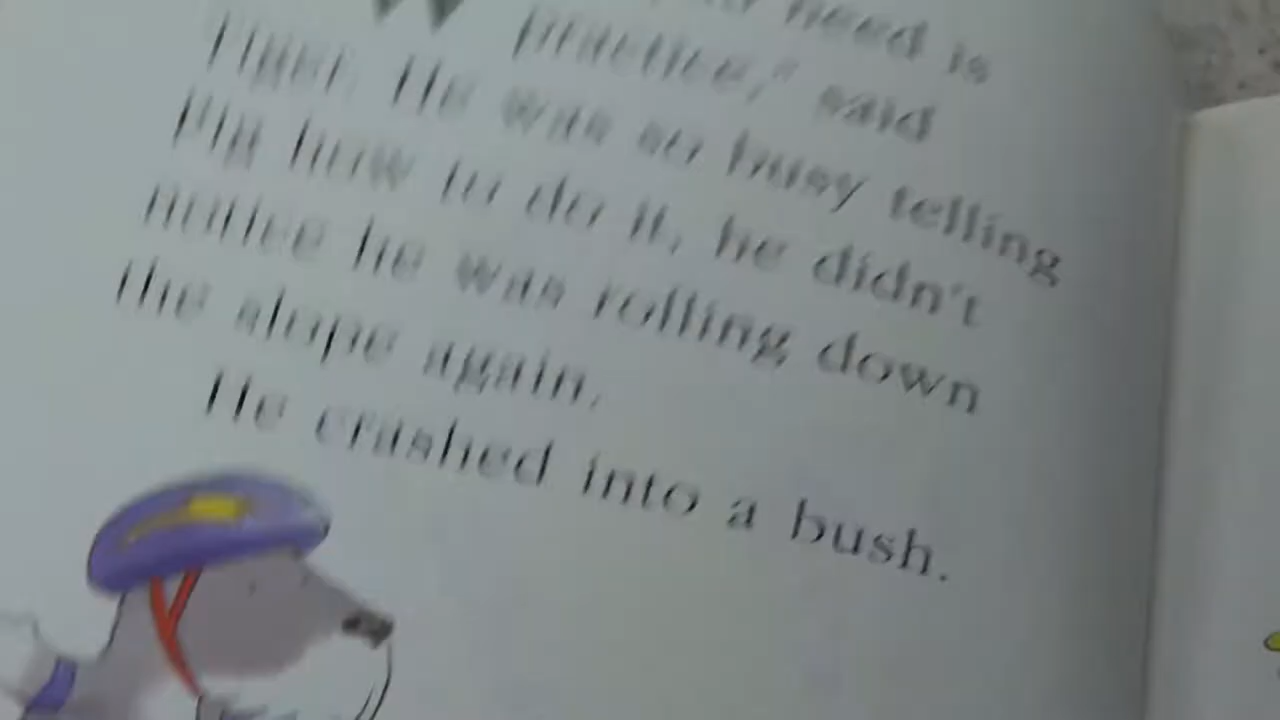 need is
practice," said
Tiger. He was so busy telling
Pip how to do it, he didn't
notice he was rolling down
the slope again.
He crashed into a bush.